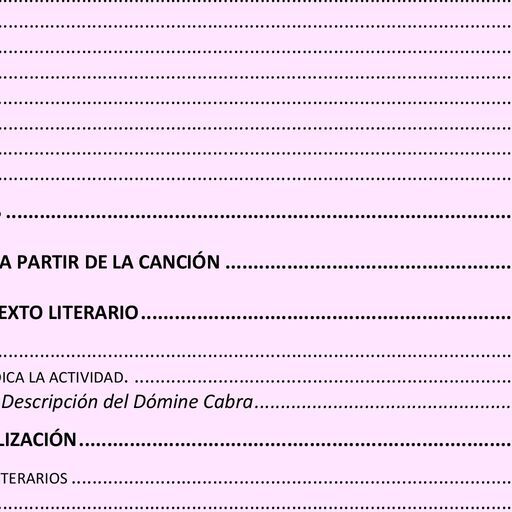 A PARTIR DE LA CANCIÓN
EXTO LITERARIO
DICA LA ACTIVIDAD.
Descripción del Dómine Cabra
LIZACIÓN
TERARIOS